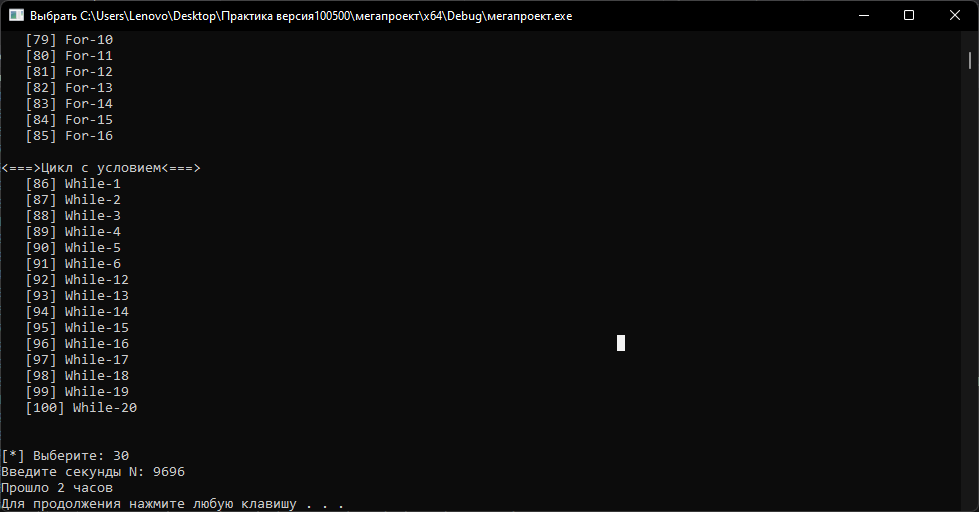 Выбрать C:\Users\Lenovo\Desktop\Практика версия100500\мегапроект\x64\Debug\мегапроект.exe
[79] For-10
[80] For-11
[81] For-12
[82] For-13
[83] For-14
[84] For-15
[85] For-16
<===>Цикл с условием<===>
[86] While-1
[87] While-2
[88] While-3
[89] While-4
[90] While-5
[91] While-6
[92] While-12
[93] While-13
[94] While-14
[95] While-15
[96] While-16
[97] While-17
[98] While-18
[99] While-19
[100] While-20
[*] Выберите: 30
Введите секунды N: 9696
Прошло 2 часов
Для продолжения нажмите любую клавишу . . .